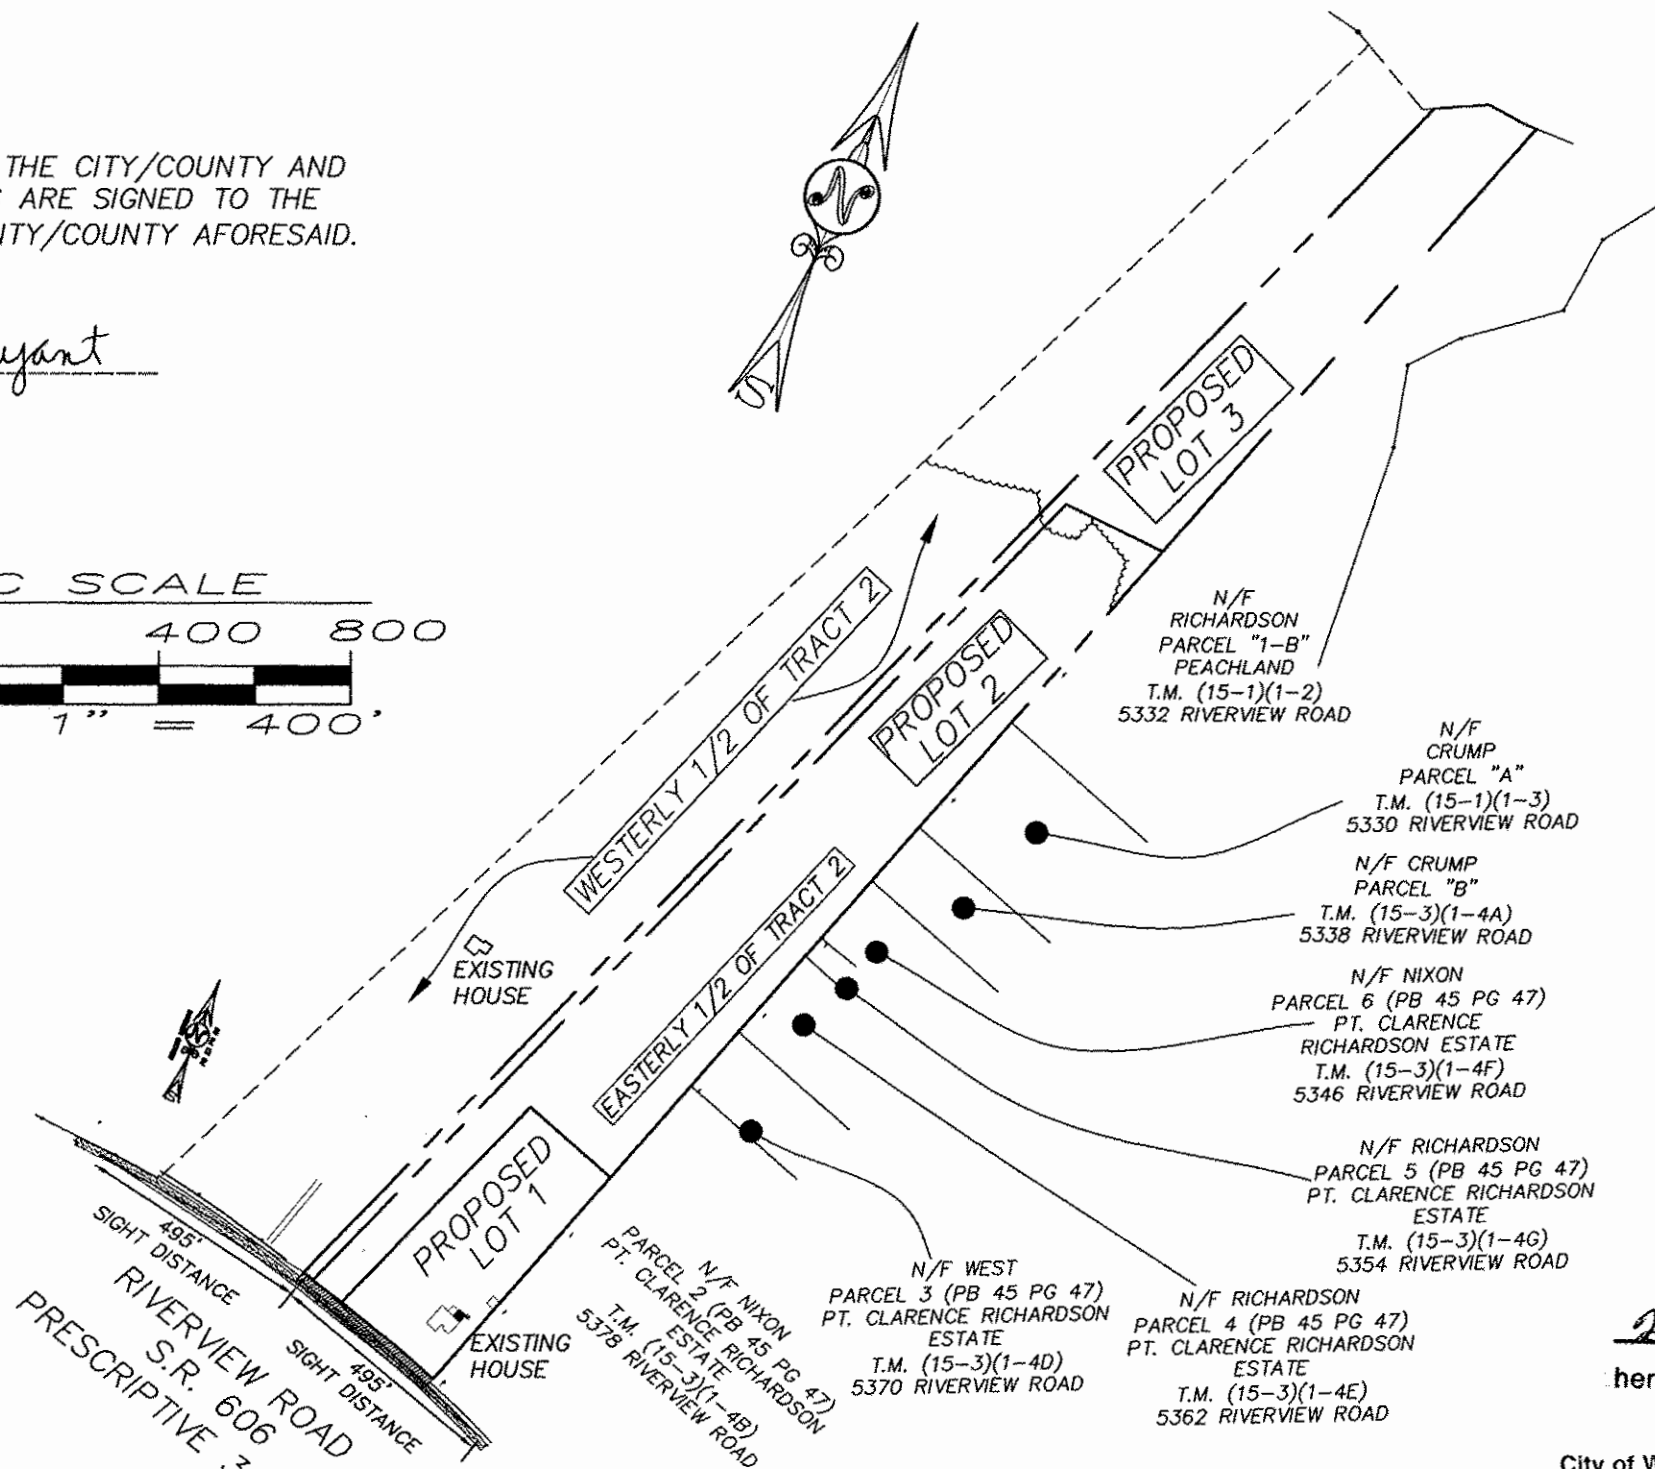 THE CITY/COUNTY AND
ARE SIGNED TO THE
CITY/COUNTY AFORESAID.
SCALE
400 800
1" = 400'
N
S
WESTERLY 1/2 OF TRACT 2
EASTERLY 1/2 OF TRACT 2
PROPOSED
LOT 3
PROPOSED
LOT 2
PROPOSED
LOT 1
EXISTING
HOUSE
EXISTING
HOUSE
495'
SIGHT DISTANCE
495'
SIGHT DISTANCE
RIVERVIEW ROAD
S.R. 606
PRESCRIPTIVE
N/F
RICHARDSON
PARCEL "1-B"
PEACHLAND
T.M. (15-1)(1-2)
5332 RIVERVIEW ROAD
N/F
CRUMP
PARCEL "A"
T.M. (15-1)(1-3)
5330 RIVERVIEW ROAD
N/F CRUMP
PARCEL "B"
T.M. (15-3)(1-4A)
5338 RIVERVIEW ROAD
N/F NIXON
PARCEL 6 (PB 45 PG 47)
PT. CLARENCE
RICHARDSON ESTATE
T.M. (15-3)(1-4F)
5346 RIVERVIEW ROAD
N/F RICHARDSON
PARCEL 5 (PB 45 PG 47)
PT. CLARENCE RICHARDSON
ESTATE
T.M. (15-3)(1-4G)
5354 RIVERVIEW ROAD
N/F RICHARDSON
PARCEL 4 (PB 45 PG 47)
PT. CLARENCE RICHARDSON
ESTATE
T.M. (15-3)(1-4E)
5362 RIVERVIEW ROAD
N/F WEST
PARCEL 3 (PB 45 PG 47)
PT. CLARENCE RICHARDSON
ESTATE
T.M. (15-3)(1-4D)
5370 RIVERVIEW ROAD
N/F NIXON
PARCEL 2 (PB 45 PG 47)
PT. CLARENCE RICHARDSON
ESTATE
T.M. (15-3)(1-4B)
5378 RIVERVIEW ROAD
her
City of W